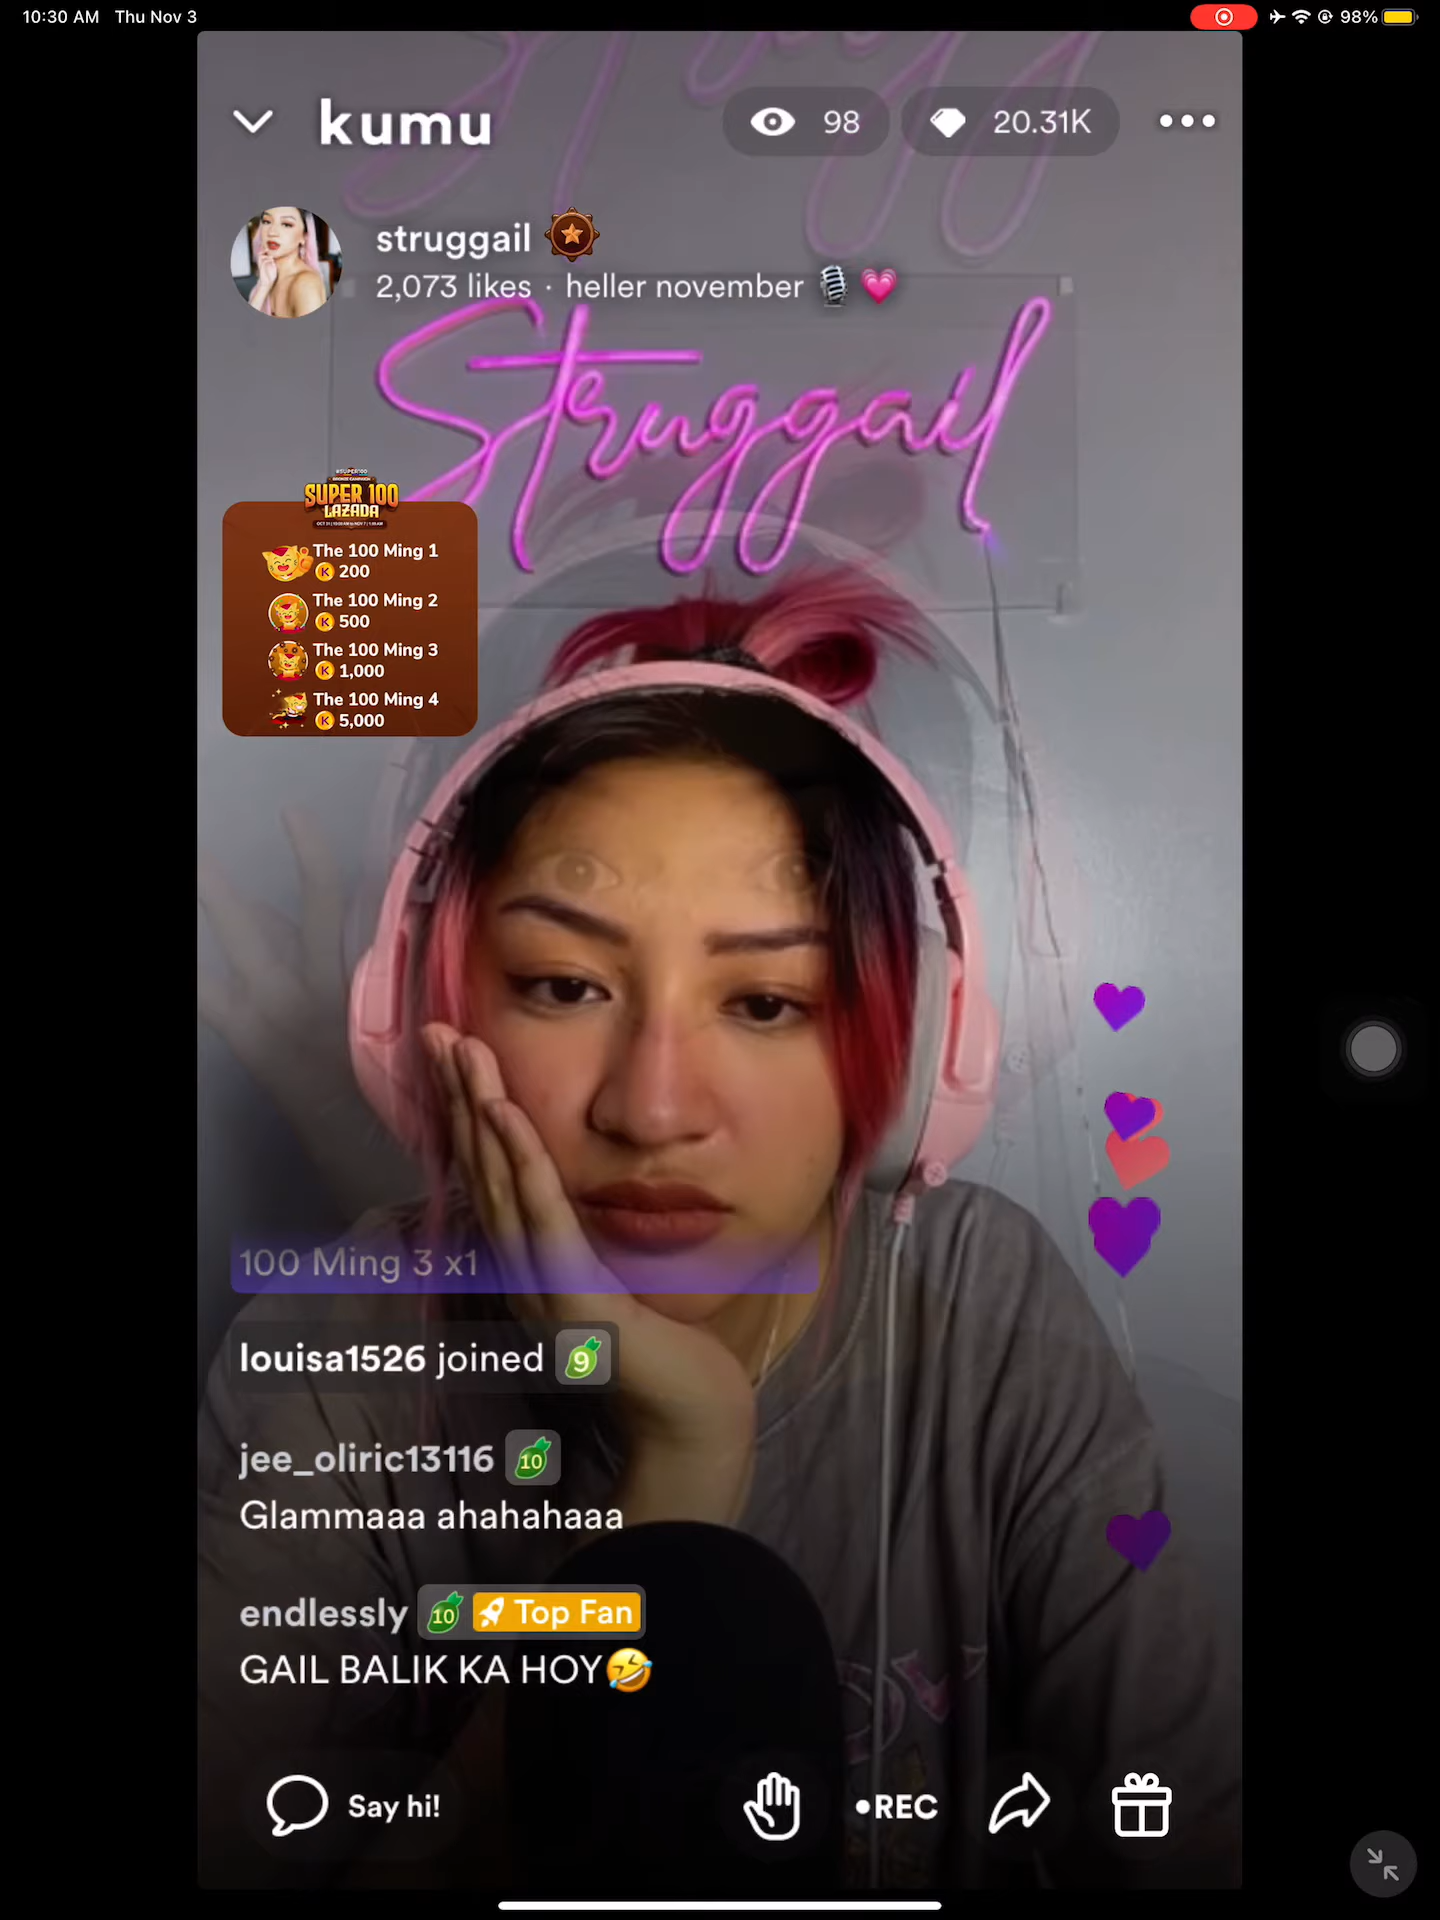 10:30 AM Thu Nov 3
98%
kumu
98
20.31K
struggail
2,073 likes · heller november
Struggail
#SUPER100
BRONZE CAMPAIGN
SUPER 100
LAZADA
The 100 Ming 1
K 200
The 100 Ming 2
K 500
The 100 Ming 3
K 1,000
The 100 Ming 4
K 5,000
100 Ming 3 x1
louisa1526 joined 9
jee_oliric13116 10
Glammaaa ahahahaaa
endlessly 10 Top Fan
GAIL BALIK KA HOY🤣
Say hi!
•REC